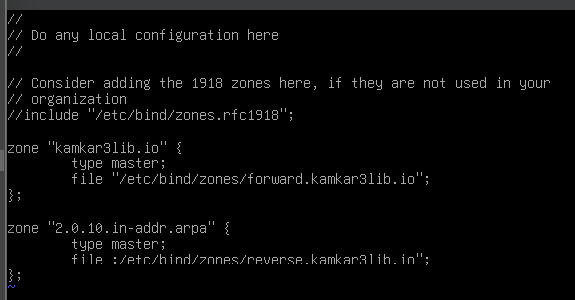 //
// Do any local configuration here
//
// Consider adding the 1918 zones here, if they are not used in your
// organization
//include "/etc/bind/zones.rfc1918";
zone "kamkar3lib.io" {
type master;
file "/etc/bind/zones/forward.kamkar3lib.io";
};
zone "2.0.10.in-addr.arpa" {
type master;
file :/etc/bind/zones/reverse.kamkar3lib.io";
};
~